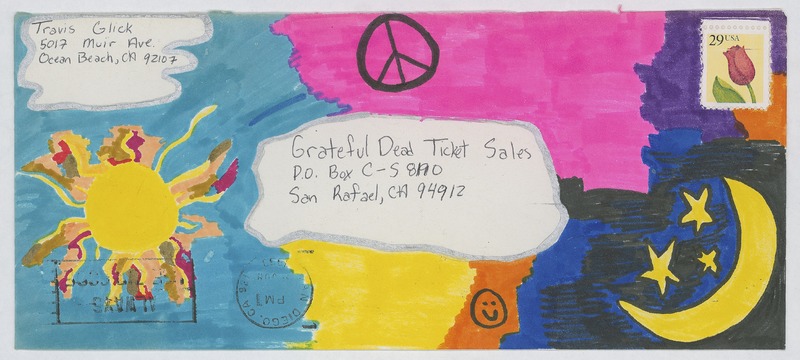 Travis Glick
5017 Muir Ave.
Ocean Beach, CA 92107
29 USA
Grateful Dead Ticket Sales
P.O. Box C-S 8110
San Rafael, CA 94912
PM